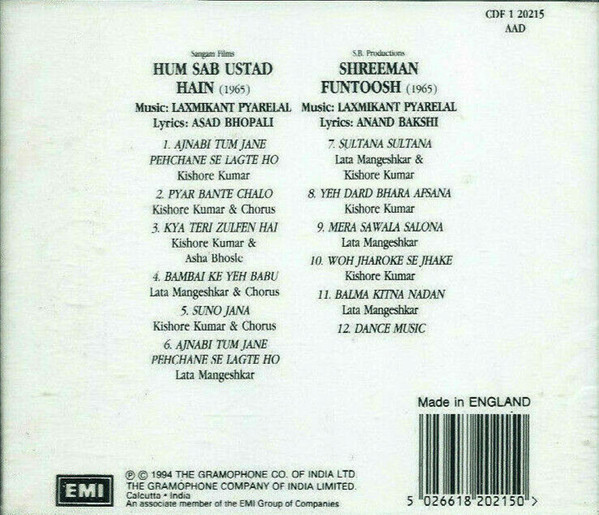 CDF 1 20215
AAD
Sangam Films
HUM SAB USTAD
HAIN (1965)
Music: LAXMIKANT PYARELAL
Lyrics: ASAD BHOPALI
1. AJNABI TUM JANE
PEHCHANE SE LAGTE HO
Kishore Kumar
2. PYAR BANTE CHALO
Kishore Kumar & Chorus
3. KYA TERI ZULFEN HAI
Kishore Kumar &
Asha Bhosle
4. BAMBAI KE YEH BABU
Lata Mangeshkar & Chorus
5. SUNO JANA
Kishore Kumar & Chorus
6. AJNABI TUM JANE
PEHCHANE SE LAGTE HO
Lata Mangeshkar
S.B. Productions
SHREEMAN
FUNTOOSH (1965)
Music: LAXMIKANT PYARELAL
Lyrics: ANAND BAKSHI
7. SULTANA SULTANA
Lata Mangeshkar &
Kishore Kumar
8. YEH DARD BHARA AFSANA
Kishore Kumar
9. MERA SAWALA SALONA
Lata Mangeshkar
10. WOH JHAROKE SE JHAKE
Kishore Kumar
11. BALMA KITNA NADAN
Lata Mangeshkar
12. DANCE MUSIC
Made in ENGLAND
5 026618 202150 >
EMI
℗ © 1994 THE GRAMOPHONE CO. OF INDIA LTD.
THE GRAMOPHONE COMPANY OF INDIA LIMITED.
Calcutta • India
An associate member of the EMI Group of Companies